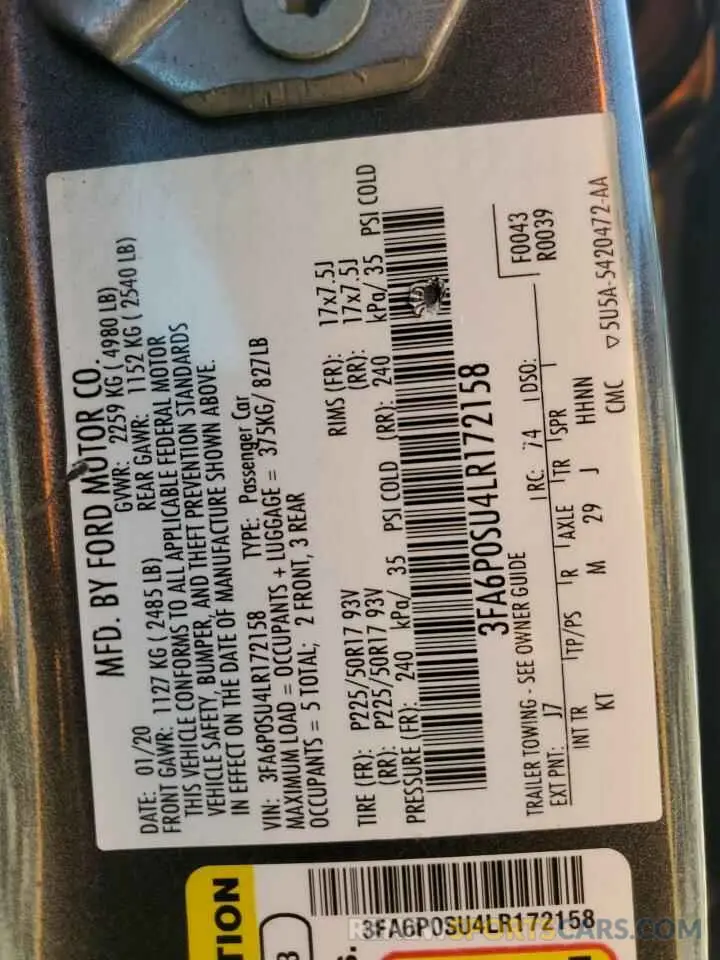 MFD. BY FORD MOTOR CO.
DATE: 01/20 GVWR: 2259 KG ( 4980 LB)
FRONT GAWR: 1127 KG ( 2485 LB) REAR GAWR: 1152 KG ( 2540 LB)
THIS VEHICLE CONFORMS TO ALL APPLICABLE FEDERAL MOTOR
VEHICLE SAFETY, BUMPER, AND THEFT PREVENTION STANDARDS
IN EFFECT ON THE DATE OF MANUFACTURE SHOWN ABOVE.
VIN: 3FA6P0SU4LR172158 TYPE: Passenger Car
MAXIMUM LOAD = OCCUPANTS + LUGGAGE = 375KG/ 827LB
OCCUPANTS = 5 TOTAL; 2 FRONT, 3 REAR
TIRE (FR): P225/50R17 93V RIMS (FR): 17x7.5J
(RR): P225/50R17 93V (RR): 17x7.5J
PRESSURE (FR): 240 kPa/ 35 PSI COLD (RR): 240 kPa/ 35 PSI COLD
3FA6P0SU4LR172158
F0043
R0039
TRAILER TOWING - SEE OWNER GUIDE
EXT PNT: J7 RC: 74 DSO:
INT TR TP/PS R AXLE TR SPR
KT M 29 J HHNN
CMC
5U5A-5420472-AA
TION
3FA6P0SU4LR172158